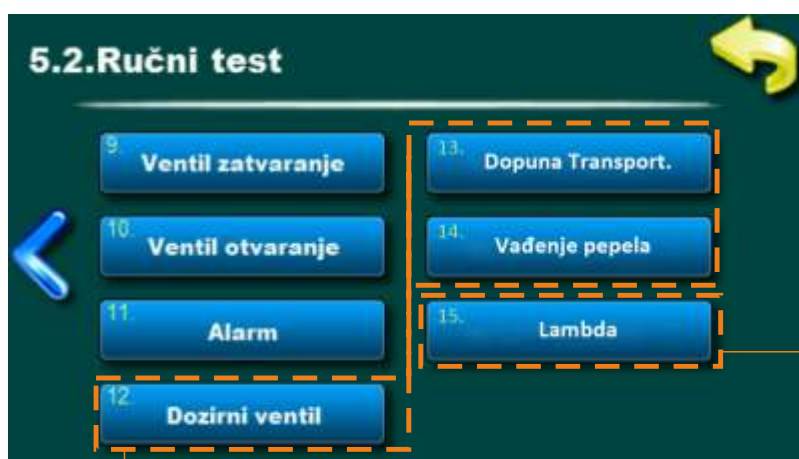 5.2.Ručni test
9.
Ventil zatvaranje
10.
Ventil otvaranje
11.
Alarm
12.
Dozirni ventil
13.
Dopuna Transport.
14.
Vađenje pepela
15.
Lambda